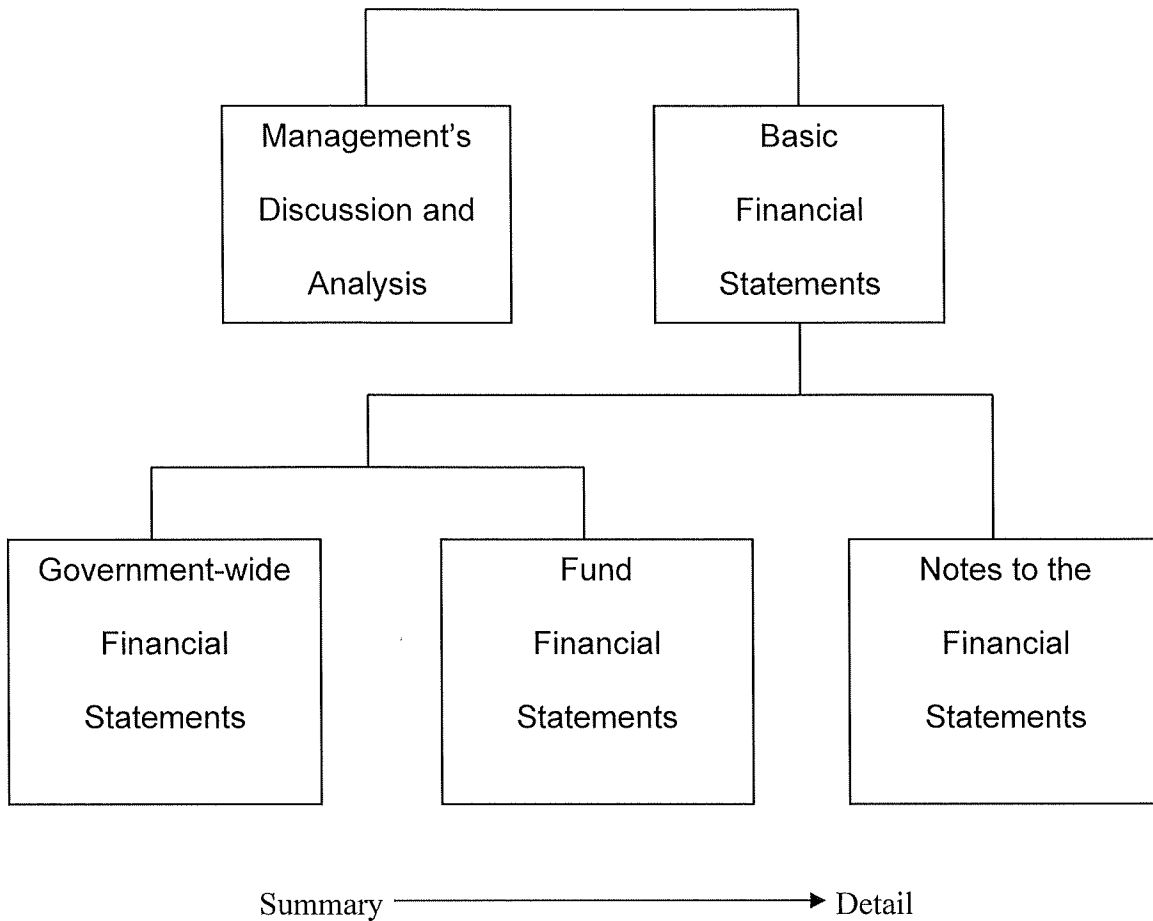 Management's
Discussion and
Analysis
Basic
Financial
Statements
Government-wide
Financial
Statements
Fund
Financial
Statements
Notes to the
Financial
Statements
Summary Detail